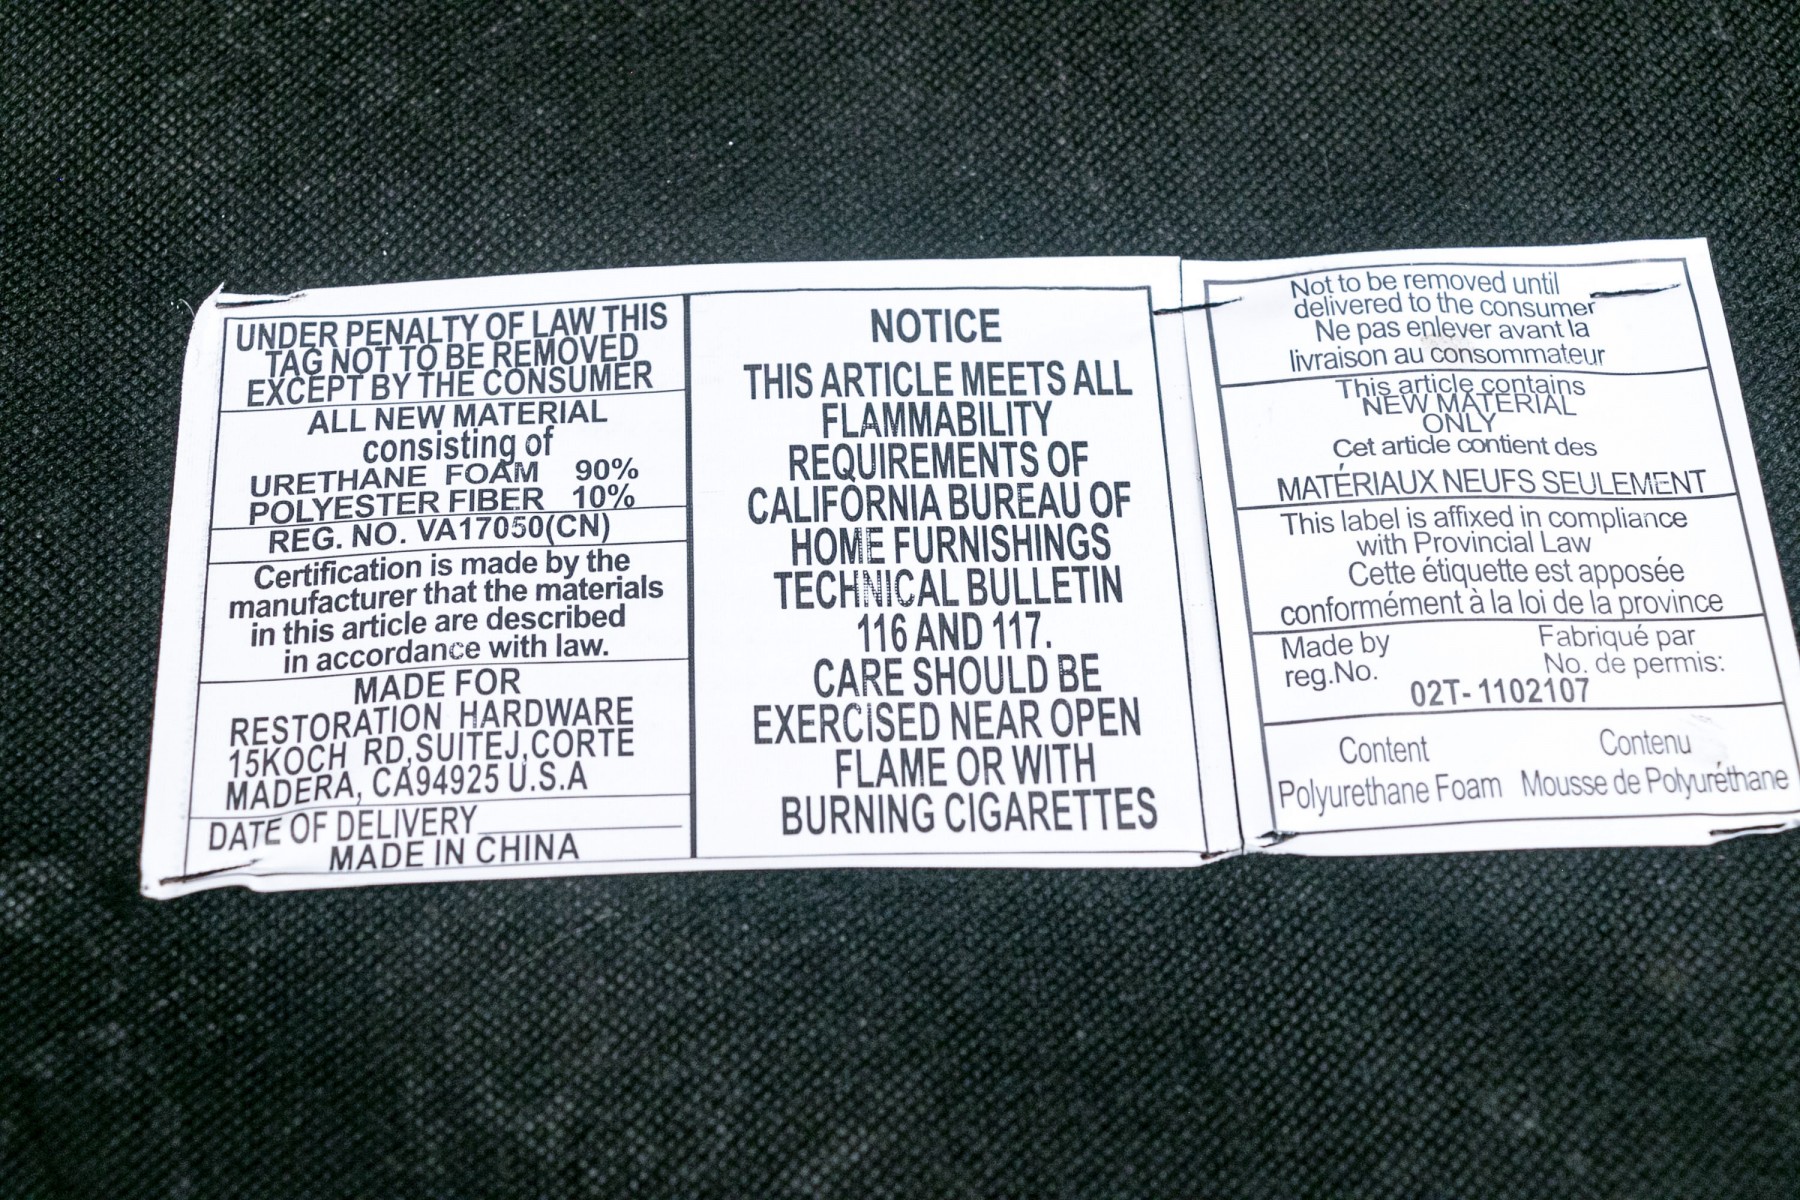 UNDER PENALTY OF LAW THIS
TAG NOT TO BE REMOVED
EXCEPT BY THE CONSUMER
ALL NEW MATERIAL
consisting of
URETHANE FOAM 90%
POLYESTER FIBER 10%
REG. NO. VA17050(CN)
Certification is made by the
manufacturer that the materials
in this article are described
in accordance with law.
MADE FOR
RESTORATION HARDWARE
15KOCH RD,SUITEJ,CORTE
MADERA, CA94925 U.S.A
DATE OF DELIVERY
MADE IN CHINA
NOTICE
THIS ARTICLE MEETS ALL
FLAMMABILITY
REQUIREMENTS OF
CALIFORNIA BUREAU OF
HOME FURNISHINGS
TECHNICAL BULLETIN
116 AND 117.
CARE SHOULD BE
EXERCISED NEAR OPEN
FLAME OR WITH
BURNING CIGARETTES
Not to be removed until
delivered to the consumer
Ne pas enlever avant la
livraison au consommateur
This article contains
NEW MATERIAL
ONLY
Cet article contient des
MATÉRIAUX NEUFS SEULEMENT
This label is affixed in compliance
with Provincial Law
Cette étiquette est apposée
conformément à la loi de la province
Made by Fabriqué par
reg.No. No. de permis:
02T- 1102107
Content Contenu
Polyurethane Foam Mousse de Polyuréthane